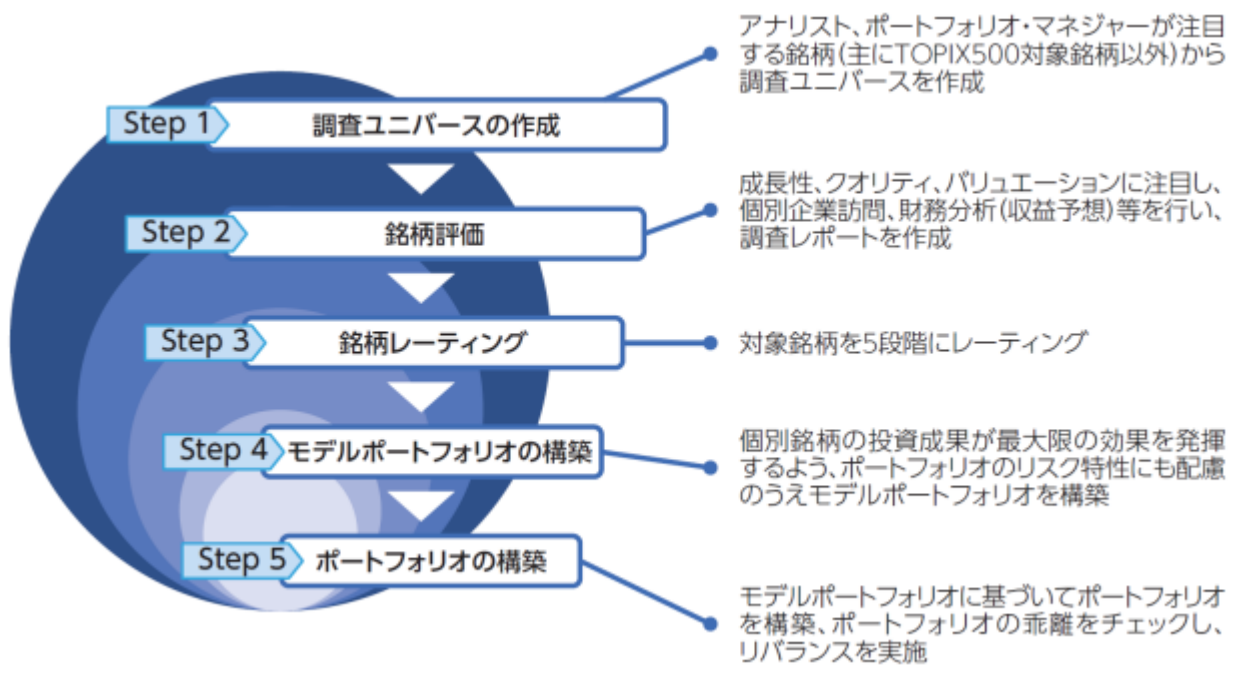 アナリスト、ポートフォリオ・マネジャーが注目
する銘柄(主にTOPIX500対象銘柄以外)から
調査ユニバースを作成
Step 1
調査ユニバースの作成
成長性、クオリティ、バリュエーションに注目し、
個別企業訪問、財務分析(収益予想)等を行い、
調査レポートを作成
Step 2
銘柄評価
Step 3
銘柄レーティング
対象銘柄を5段階にレーティング
Step 4
モデルポートフォリオの構築
個別銘柄の投資成果が最大限の効果を発揮
するよう、ポートフォリオのリスク特性にも配慮
のうえモデルポートフォリオを構築
Step 5
ポートフォリオの構築
モデルポートフォリオに基づいてポートフォリオ
を構築、ポートフォリオの乖離をチェックし、
リバランスを実施